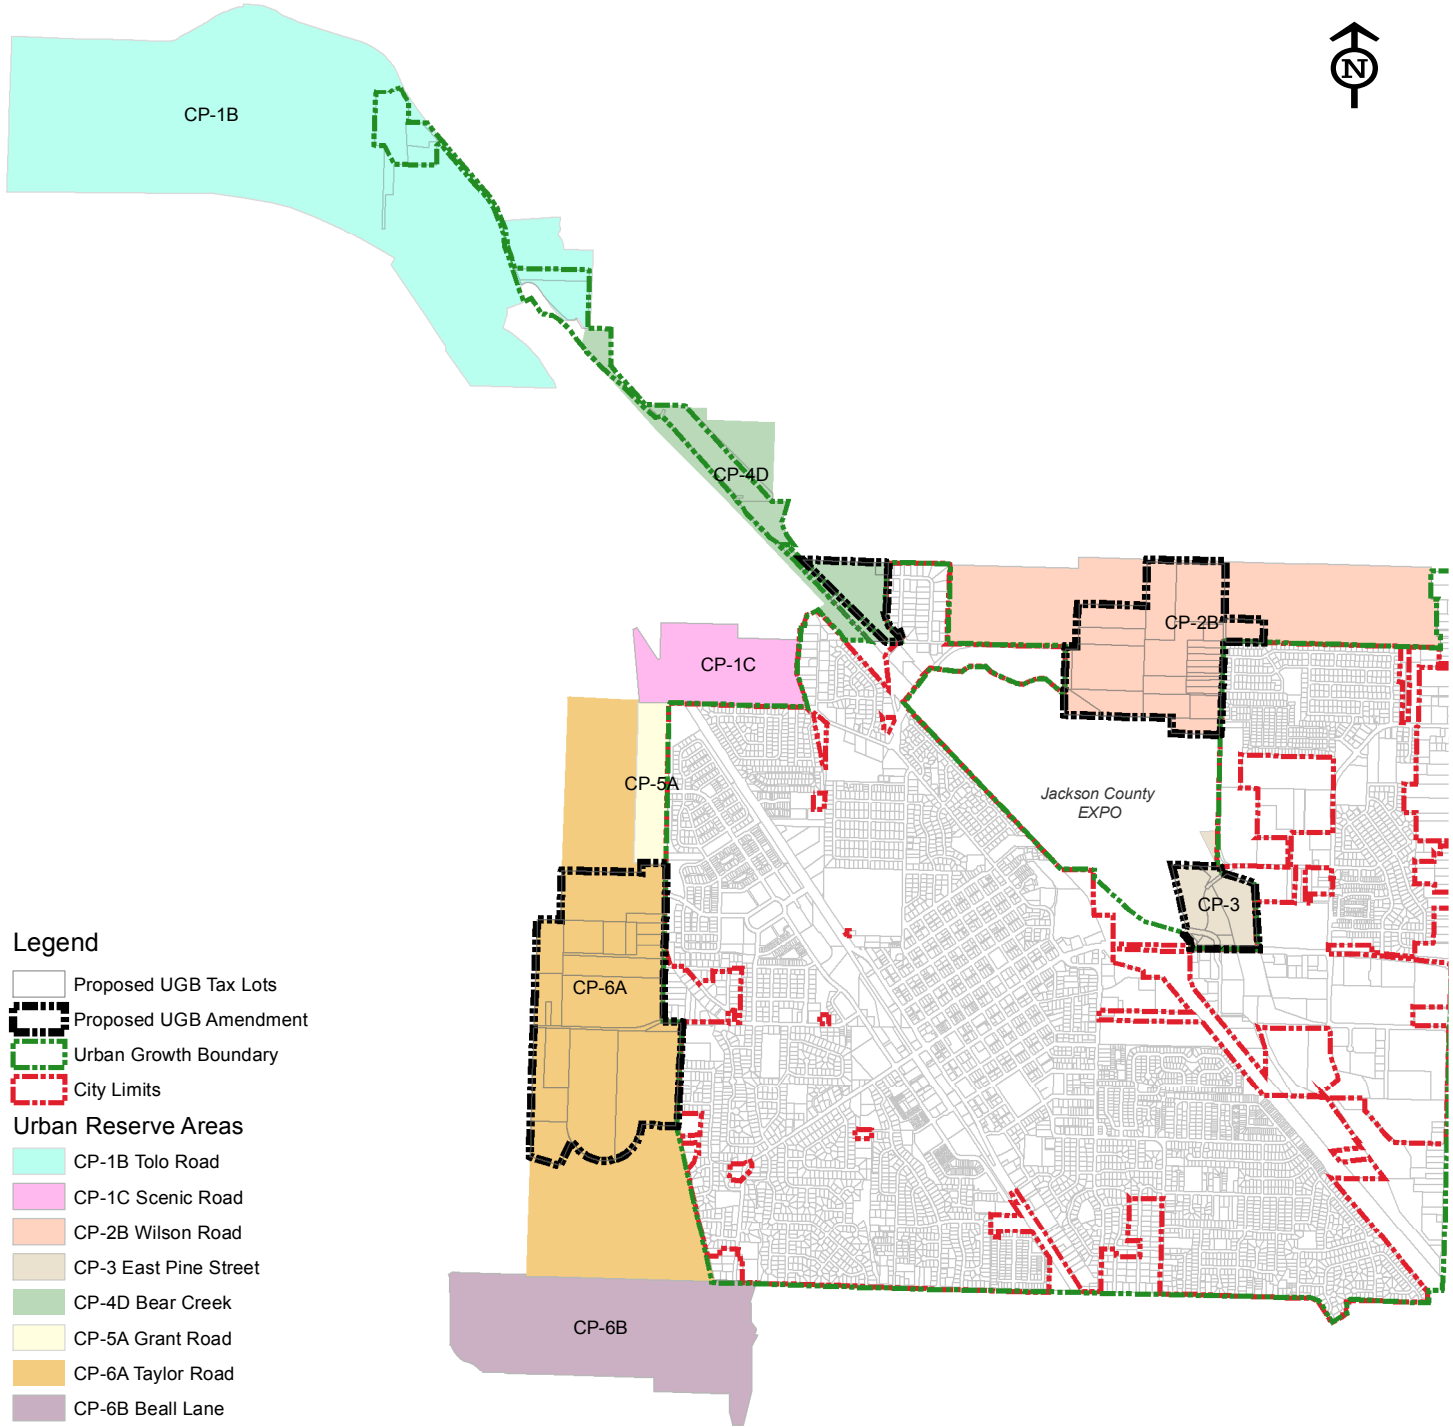 N
CP-1B
CP-4D
CP-2B
CP-1C
CP-5A
Jackson County
EXPO
CP-3
CP-6A
CP-6B
Legend
Proposed UGB Tax Lots
Proposed UGB Amendment
Urban Growth Boundary
City Limits
Urban Reserve Areas
CP-1B Tolo Road
CP-1C Scenic Road
CP-2B Wilson Road
CP-3 East Pine Street
CP-4D Bear Creek
CP-5A Grant Road
CP-6A Taylor Road
CP-6B Beall Lane